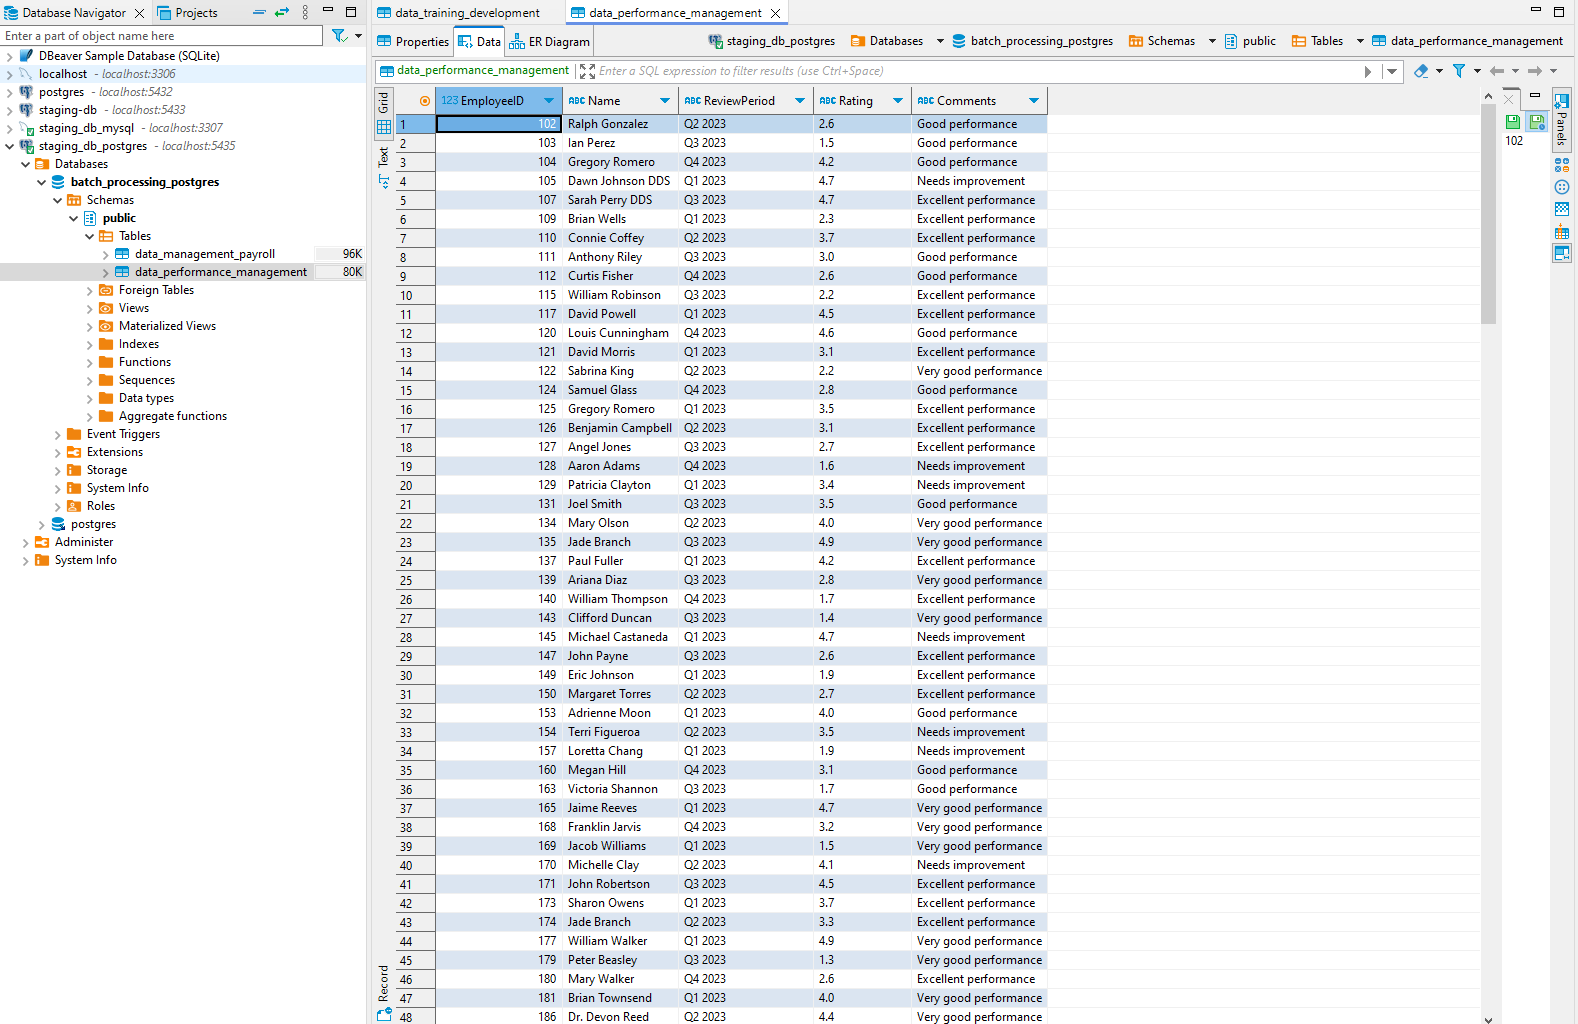 Database Navigator
Projects
Enter a part of object name here
DBeaver Sample Database (SQLite)
localhost - localhost:3306
postgres - localhost:5432
staging-db - localhost:5433
staging_db_mysql - localhost:3307
staging_db_postgres - localhost:5435
Databases
batch_processing_postgres
Schemas
public
Tables
data_management_payroll 96K
data_performance_management 80K
Foreign Tables
Views
Materialized Views
Indexes
Functions
Sequences
Data types
Aggregate functions
Event Triggers
Extensions
Storage
System Info
Roles
postgres
Administer
System Info
data_training_development
data_performance_management
Properties Data ER Diagram
staging_db_postgres Databases batch_processing_postgres Schemas public Tables data_performance_management
data_performance_management Enter a SQL expression to filter results (use Ctrl+Space)
Grid
Text
Record
123 EmployeeID ABC Name ABC ReviewPeriod ABC Rating ABC Comments
1 102 Ralph Gonzalez Q2 2023 2.6 Good performance
2 103 Ian Perez Q3 2023 1.5 Good performance
3 104 Gregory Romero Q4 2023 4.2 Good performance
4 105 Dawn Johnson DDS Q1 2023 4.7 Needs improvement
5 107 Sarah Perry DDS Q3 2023 4.7 Excellent performance
6 109 Brian Wells Q1 2023 2.3 Excellent performance
7 110 Connie Coffey Q2 2023 3.7 Excellent performance
8 111 Anthony Riley Q3 2023 3.0 Good performance
9 112 Curtis Fisher Q4 2023 2.6 Good performance
10 115 William Robinson Q3 2023 2.2 Excellent performance
11 117 David Powell Q1 2023 4.5 Excellent performance
12 120 Louis Cunningham Q4 2023 4.6 Good performance
13 121 David Morris Q1 2023 3.1 Excellent performance
14 122 Sabrina King Q2 2023 2.2 Very good performance
15 124 Samuel Glass Q4 2023 2.8 Good performance
16 125 Gregory Romero Q1 2023 3.5 Excellent performance
17 126 Benjamin Campbell Q2 2023 3.1 Excellent performance
18 127 Angel Jones Q3 2023 2.7 Excellent performance
19 128 Aaron Adams Q4 2023 1.6 Needs improvement
20 129 Patricia Clayton Q1 2023 3.4 Needs improvement
21 131 Joel Smith Q3 2023 3.5 Good performance
22 134 Mary Olson Q2 2023 4.0 Very good performance
23 135 Jade Branch Q3 2023 4.9 Very good performance
24 137 Paul Fuller Q1 2023 4.2 Excellent performance
25 139 Ariana Diaz Q3 2023 2.8 Very good performance
26 140 William Thompson Q4 2023 1.7 Excellent performance
27 143 Clifford Duncan Q3 2023 1.4 Very good performance
28 145 Michael Castaneda Q1 2023 4.7 Needs improvement
29 147 John Payne Q3 2023 2.6 Excellent performance
30 149 Eric Johnson Q1 2023 1.9 Excellent performance
31 150 Margaret Torres Q2 2023 2.7 Excellent performance
32 153 Adrienne Moon Q1 2023 4.0 Good performance
33 154 Terri Figueroa Q2 2023 3.5 Needs improvement
34 157 Loretta Chang Q1 2023 1.9 Needs improvement
35 160 Megan Hill Q4 2023 3.1 Good performance
36 163 Victoria Shannon Q3 2023 1.7 Good performance
37 165 Jaime Reeves Q1 2023 4.7 Very good performance
38 168 Franklin Jarvis Q4 2023 3.2 Very good performance
39 169 Jacob Williams Q1 2023 1.5 Very good performance
40 170 Michelle Clay Q2 2023 4.1 Needs improvement
41 171 John Robertson Q3 2023 4.5 Excellent performance
42 173 Sharon Owens Q1 2023 3.7 Excellent performance
43 174 Jade Branch Q2 2023 3.3 Excellent performance
44 177 William Walker Q1 2023 4.9 Very good performance
45 179 Peter Beasley Q3 2023 1.3 Very good performance
46 180 Mary Walker Q4 2023 2.6 Excellent performance
47 181 Brian Townsend Q1 2023 4.0 Very good performance
48 186 Dr. Devon Reed Q2 2023 4.4 Very good performance
102
Panels